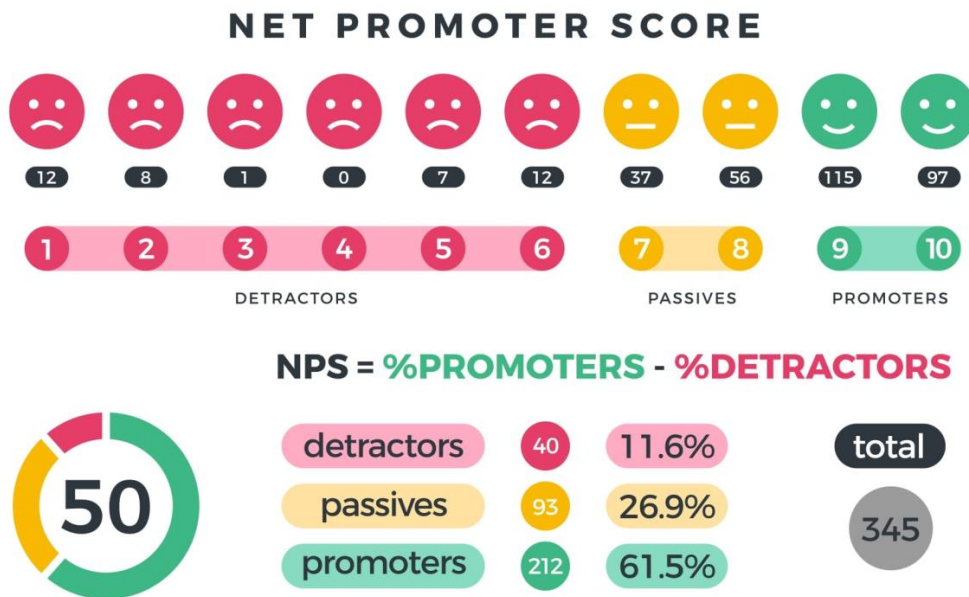 NET PROMOTER SCORE
12 8 1 0 7 12 37 56 115 97
1 2 3 4 5 6 7 8 9 10
DETRACTORS PASSIVES PROMOTERS
NPS = %PROMOTERS - %DETRACTORS
50
detractors 40 11.6%
passives 93 26.9%
promoters 212 61.5%
total
345